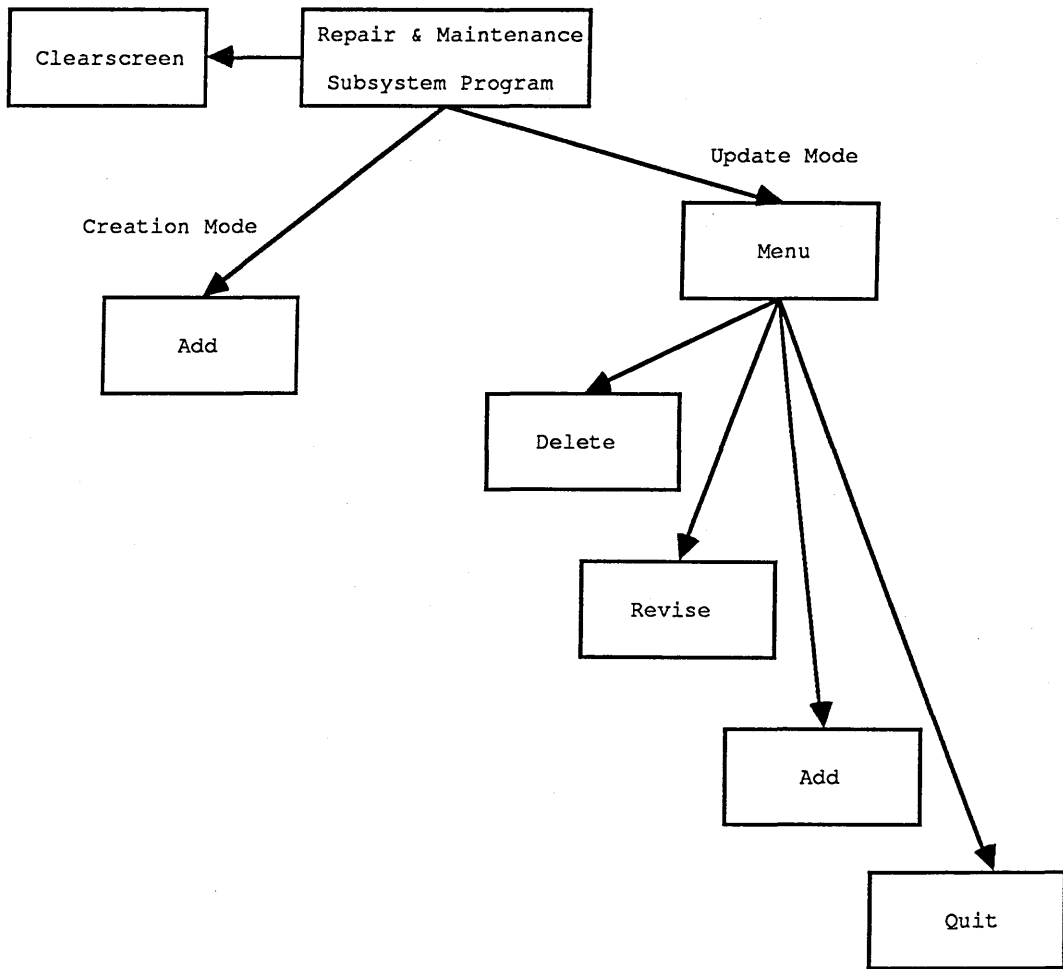 Repair & Maintenance
Subsystem Program
Clearscreen
Update Mode
Creation Mode
Menu
Add
Delete
Revise
Add
Quit